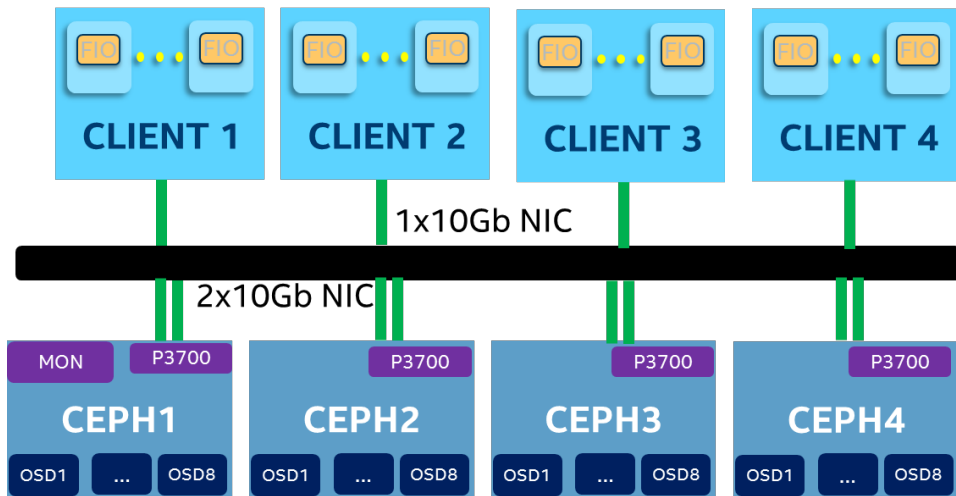 FIO FIO
CLIENT 1
FIO FIO
CLIENT 2
FIO FIO
CLIENT 3
FIO FIO
CLIENT 4
1x10Gb NIC
2x10Gb NIC
MON P3700
CEPH1
OSD1 ... OSD8
P3700
CEPH2
OSD1 ... OSD8
P3700
CEPH3
OSD1 ... OSD8
P3700
CEPH4
OSD1 ... OSD8